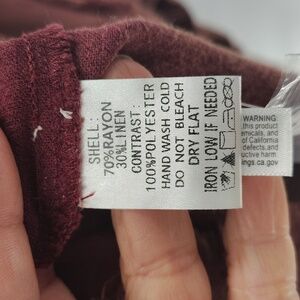 SHELL:
70%RAYON
30%LINEN
CONTRAST:
100%POLYESTER
HAND WASH COLD
DO NOT BLEACH
DRY FLAT
IRON LOW IF NEEDED
WARNING:
this product
emicals, and
of California
defects, and
uctive harm.
ings.ca.gov